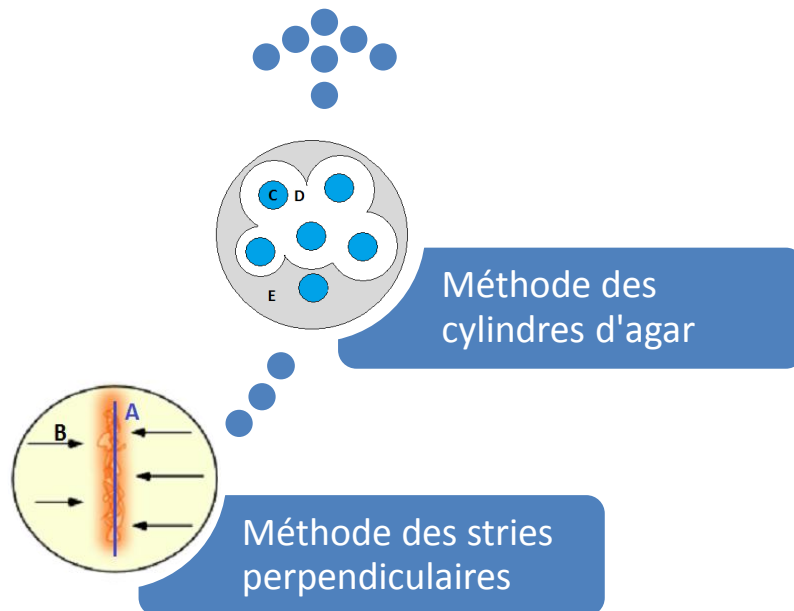 C D
E
Méthode des
cylindres d'agar
A
B
Méthode des stries
perpendiculaires